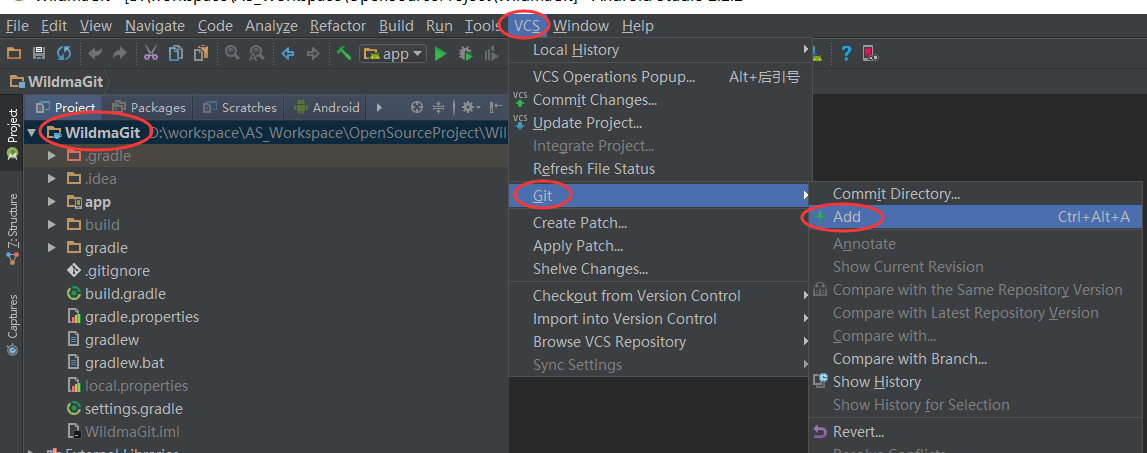 File Edit View Navigate Code Analyze Refactor Build Run Tools VCS Window Help
app
WildmaGit
Project Packages Scratches Android
WildmaGit D:\workspace\AS_Workspace\OpenSourceProject\Wil
.gradle
.idea
app
build
gradle
.gitignore
build.gradle
gradle.properties
gradlew
gradlew.bat
local.properties
settings.gradle
WildmaGit.iml
External Libraries
Project
Z: Structure
Captures
Local History
VCS Operations Popup... Alt+后引号
VCS Commit Changes...
VCS Update Project...
Integrate Project...
Refresh File Status
Git
Create Patch...
Apply Patch...
Shelve Changes...
Checkout from Version Control
Import into Version Control
Browse VCS Repository
Sync Settings
Commit Directory...
Add Ctrl+Alt+A
Annotate
Show Current Revision
Compare with the Same Repository Version
Compare with Latest Repository Version
Compare with...
Compare with Branch...
Show History
Show History for Selection
Revert...